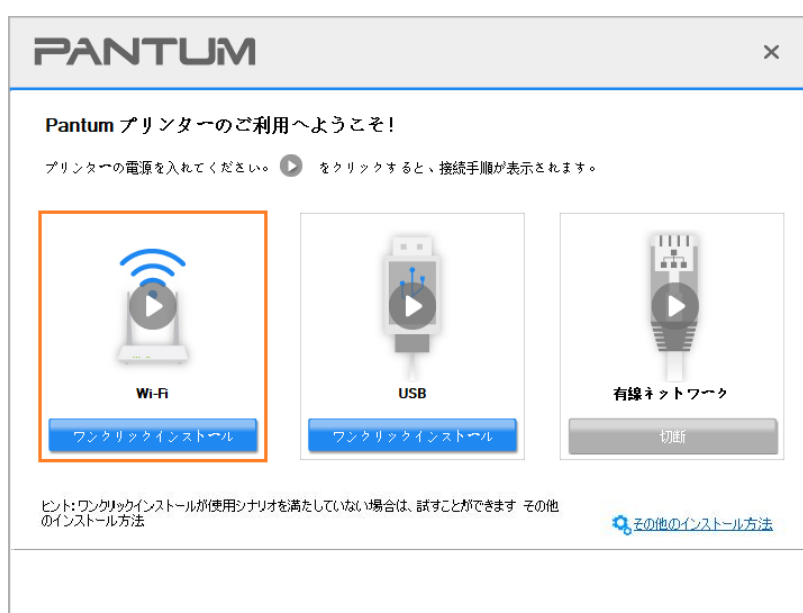 PANTUM
Pantum プリンターのご利用へようこそ!
プリンターの電源を入れてください。 をクリックすると、接続手順が表示されます。
Wi-Fi
USB
有線ネットワーク
ワンクリックインストール
ワンクリックインストール
切断
ヒント:ワンクリックインストールが使用シナリオを満たしていない場合は、試すことができます その他
のインストール方法
その他のインストール方法